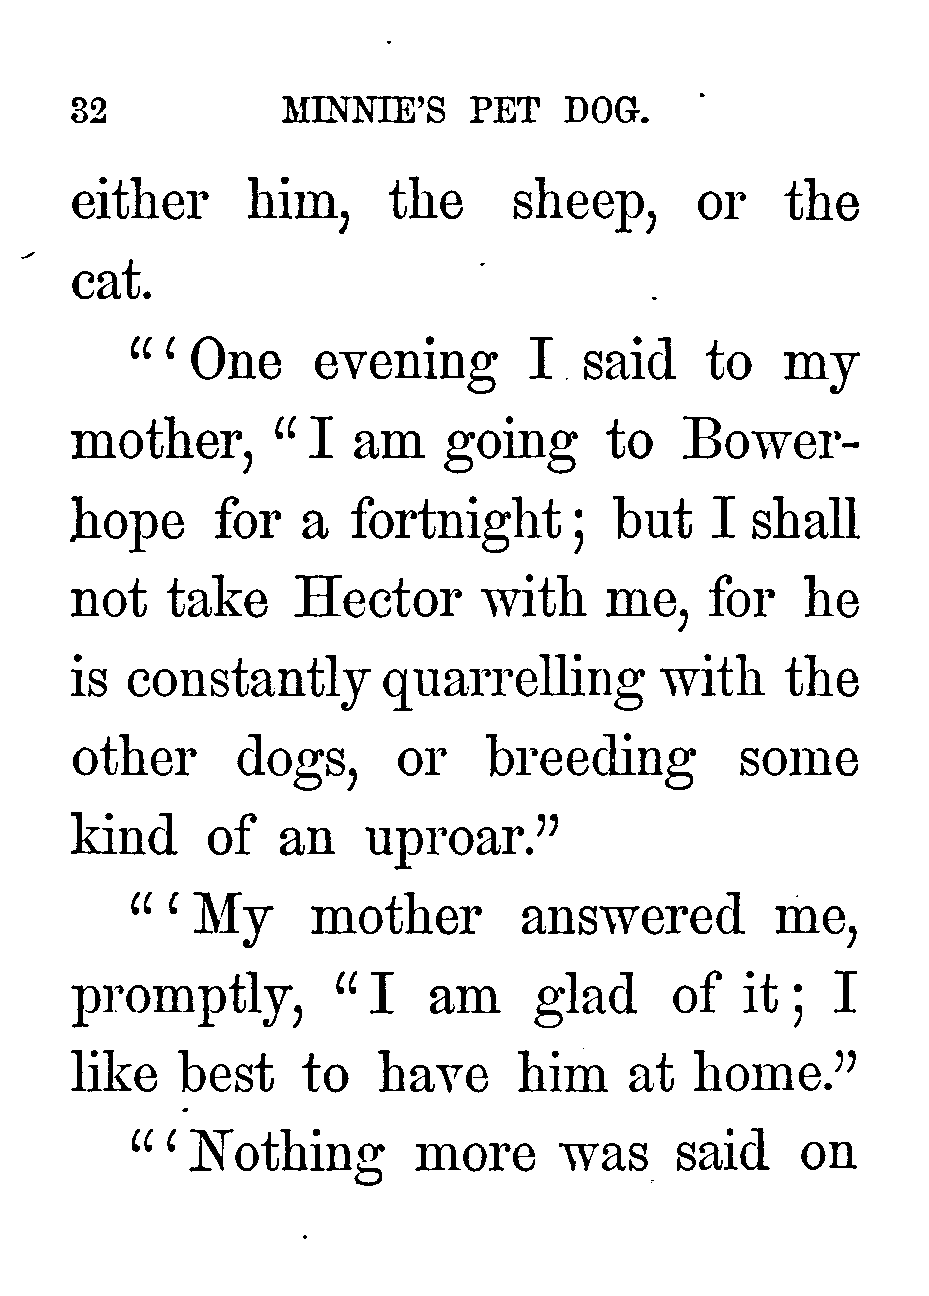 32 MINNIE'S PET DOG.
either him, the sheep, or the
cat.
"'One evening I said to my
mother, "I am going to Bower-
hope for a fortnight; but I shall
not take Hector with me, for he
is constantly quarrelling with the
other dogs, or breeding some
kind of an uproar."
"'My mother answered me,
promptly, "I am glad of it; I
like best to have him at home."
"'Nothing more was said on